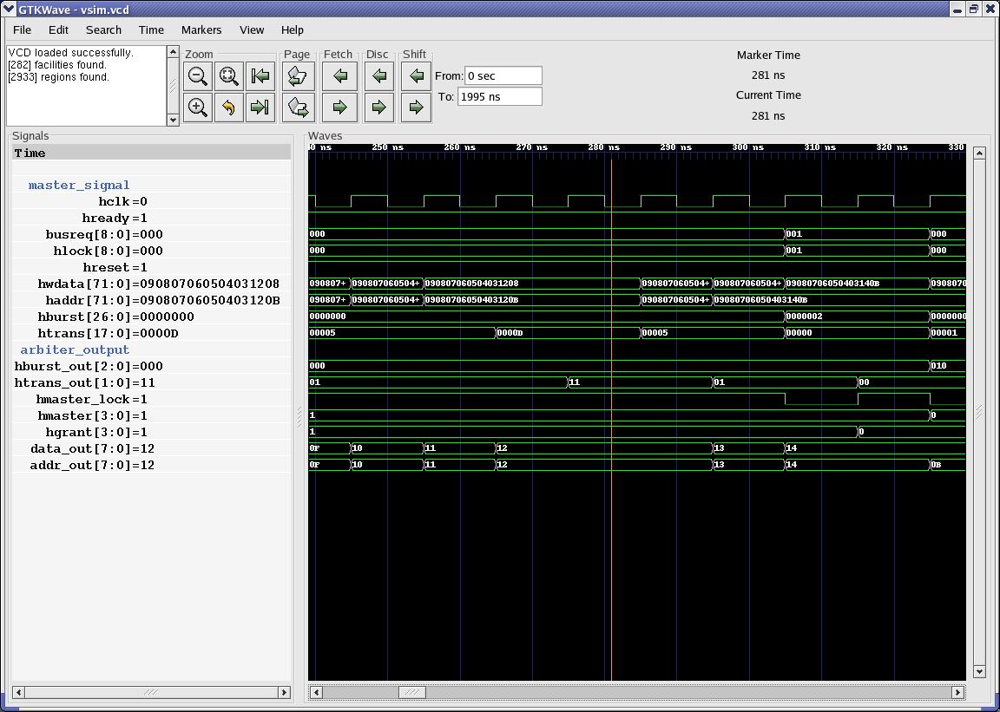 GTKWave - vsim.vcd
File Edit Search Time Markers View Help
VCD loaded successfully.
[282] facilities found.
[2933] regions found.
Zoom Page Fetch Disc Shift
From: 0 sec
To: 1995 ns
Marker Time
281 ns
Current Time
281 ns
Signals
Waves
Time
0 ns 250 ns 260 ns 270 ns 280 ns 290 ns 300 ns 310 ns 320 ns 330
master_signal
hclk=0
hready=1
busreq[8:0]=000 000 001 000
hlock[8:0]=000 000 001 000
hreset=1
hwdata[71:0]=090807060504031208 090807+ 090807060504+ 090807060504031208 090807060504+ 090807060504+ 09080706050403140B 0908070
haddr[71:0]=09080706050403120B 090807+ 090807060504+ 09080706050403120B 090807060504+ 09080706050403140B
hburst[26:0]=0000000 0000000 0000002 0000000
htrans[17:0]=0000D 00005 0000D 00005 00000 00001
arbiter_output
hburst_out[2:0]=000 000 010
htrans_out[1:0]=11 01 11 01 00
hmaster_lock=1
hmaster[3:0]=1 1 0
hgrant[3:0]=1 1 0
data_out[7:0]=12 0F 10 11 12 13 14
addr_out[7:0]=12 0F 10 11 12 13 14 0B